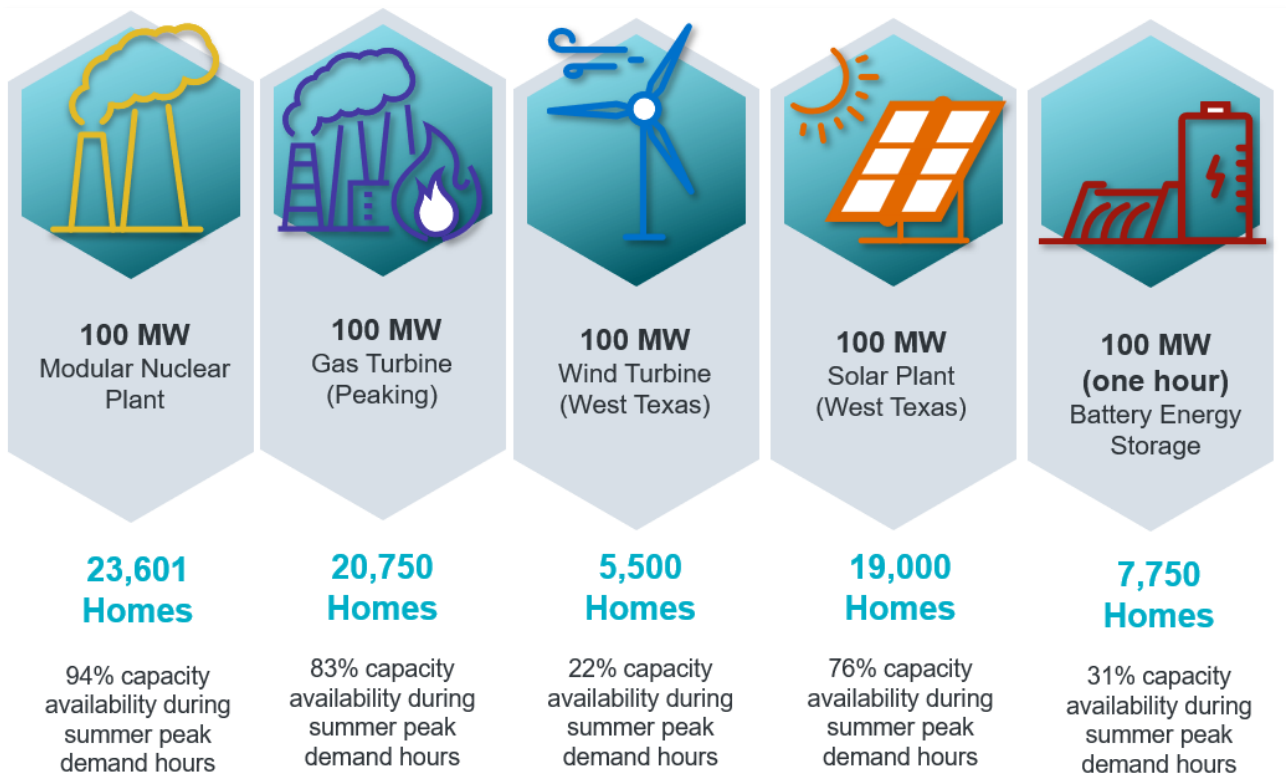 100 MW
Modular Nuclear
Plant
23,601
Homes
94% capacity
availability during
summer peak
demand hours
100 MW
Gas Turbine
(Peaking)
20,750
Homes
83% capacity
availability during
summer peak
demand hours
100 MW
Wind Turbine
(West Texas)
5,500
Homes
22% capacity
availability during
summer peak
demand hours
100 MW
Solar Plant
(West Texas)
19,000
Homes
76% capacity
availability during
summer peak
demand hours
100 MW
(one hour)
Battery Energy
Storage
7,750
Homes
31% capacity
availability during
summer peak
demand hours